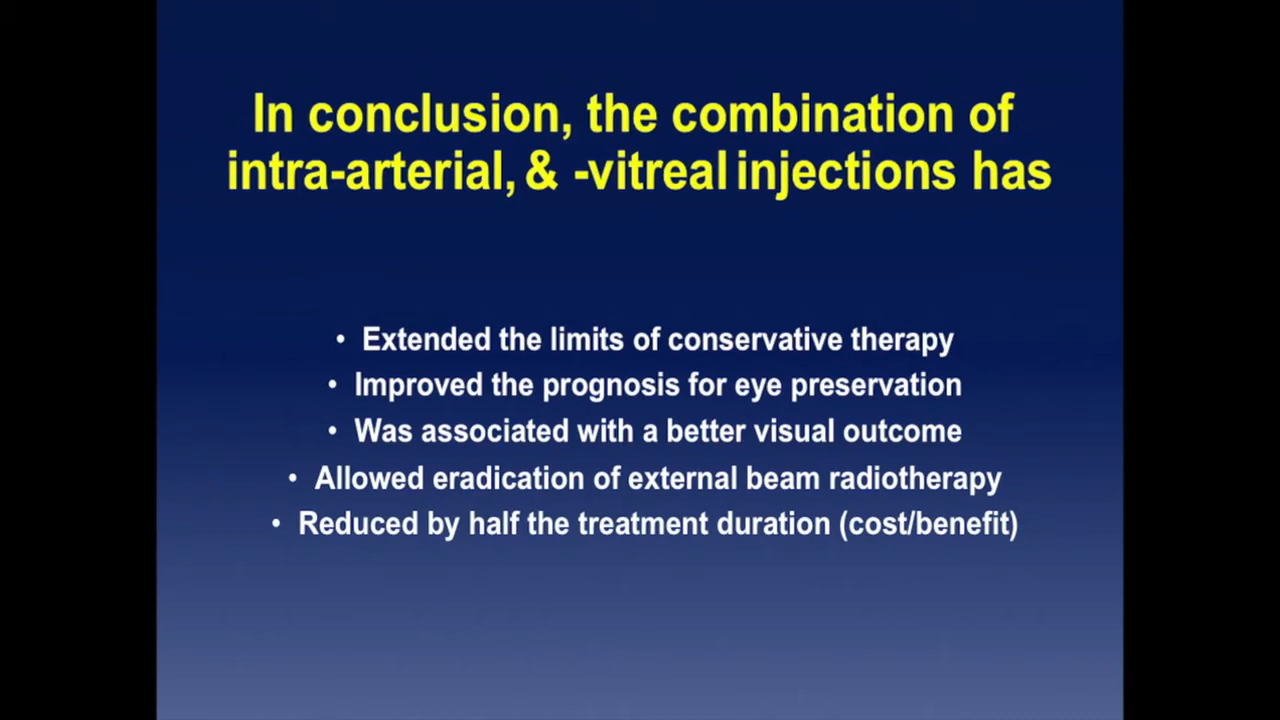 In conclusion, the combination of
intra-arterial, & -vitreal injections has
• Extended the limits of conservative therapy
• Improved the prognosis for eye preservation
• Was associated with a better visual outcome
• Allowed eradication of external beam radiotherapy
• Reduced by half the treatment duration (cost/benefit)